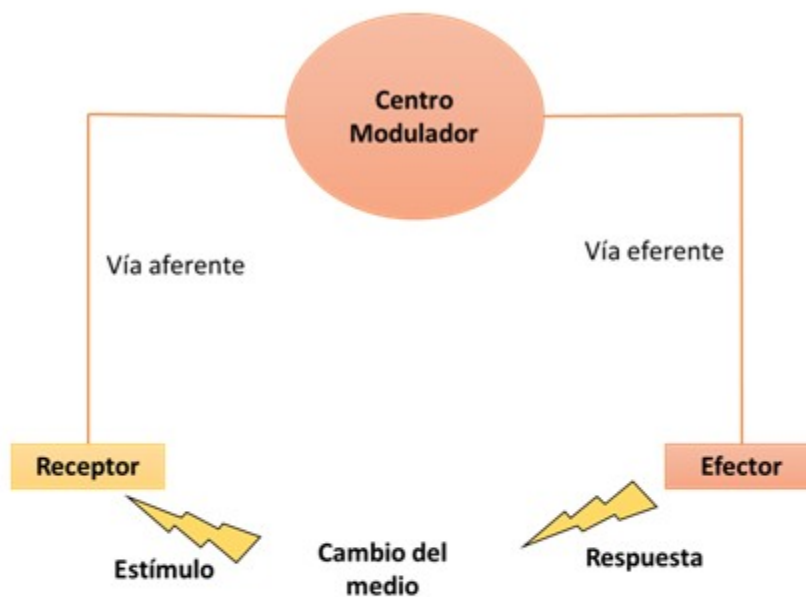 Centro
Modulador
Vía aferente
Vía eferente
Receptor
Efector
Estímulo
Cambio del
medio
Respuesta